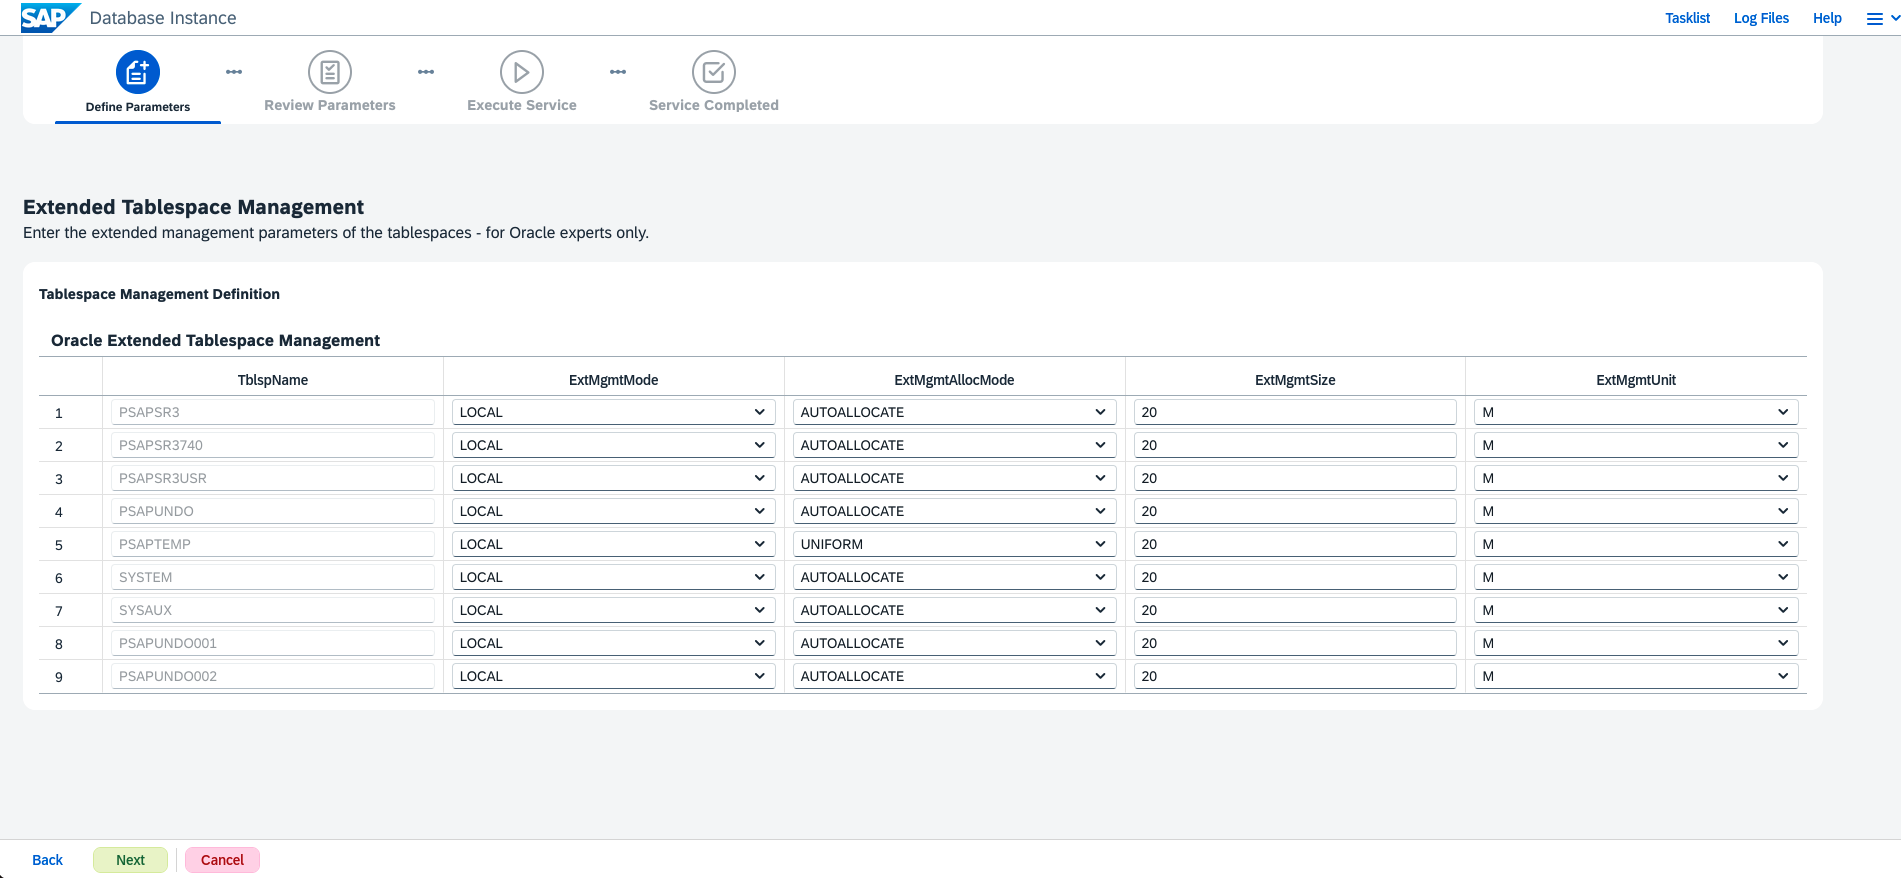 SAP Database Instance Tasklist Log Files Help
Define Parameters Review Parameters Execute Service Service Completed
Extended Tablespace Management
Enter the extended management parameters of the tablespaces - for Oracle experts only.
Tablespace Management Definition
Oracle Extended Tablespace Management
TblspName ExtMgmtMode ExtMgmtAllocMode ExtMgmtSize ExtMgmtUnit
1 PSAPSR3 LOCAL AUTOALLOCATE 20 M
2 PSAPSR3740 LOCAL AUTOALLOCATE 20 M
3 PSAPSR3USR LOCAL AUTOALLOCATE 20 M
4 PSAPUNDO LOCAL AUTOALLOCATE 20 M
5 PSAPTEMP LOCAL UNIFORM 20 M
6 SYSTEM LOCAL AUTOALLOCATE 20 M
7 SYSAUX LOCAL AUTOALLOCATE 20 M
8 PSAPUNDO001 LOCAL AUTOALLOCATE 20 M
9 PSAPUNDO002 LOCAL AUTOALLOCATE 20 M
Back Next Cancel